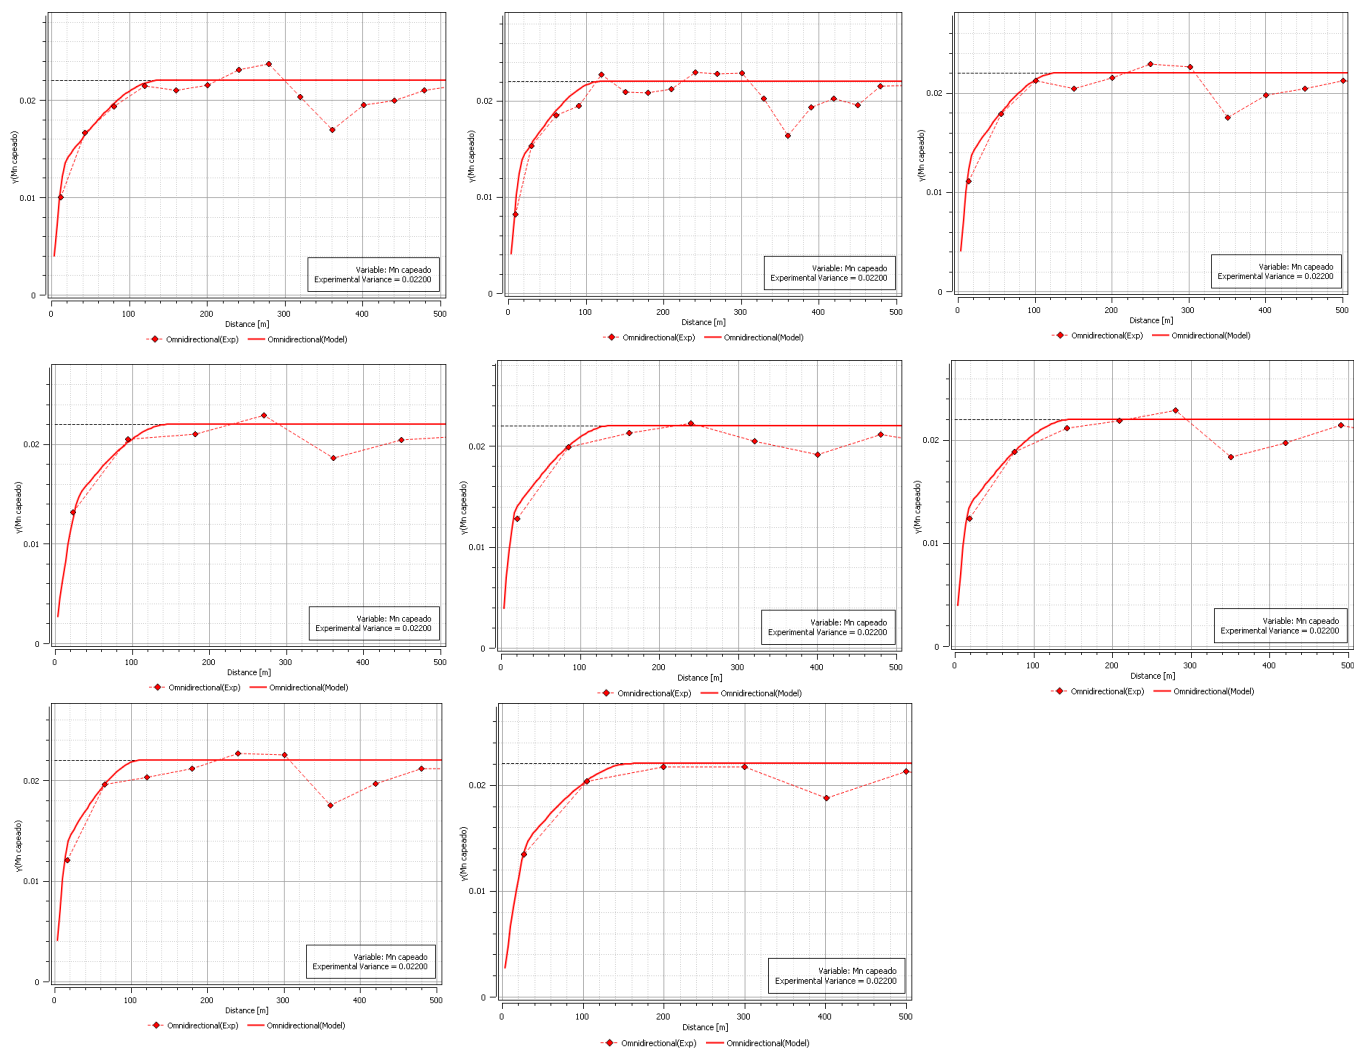 0.02
0.01
0
γ(Mn capeado)
Variable: Mn capeado
Experimental Variance = 0.02200
0 100 200 300 400 500
Distance [m]
Omnidirectional(Exp) Omnidirectional(Model)
0.02
0.01
0
γ(Mn capeado)
Variable: Mn capeado
Experimental Variance = 0.02200
0 100 200 300 400 500
Distance [m]
Omnidirectional(Exp) Omnidirectional(Model)
0.02
0.01
0
γ(Mn capeado)
Variable: Mn capeado
Experimental Variance = 0.02200
0 100 200 300 400 500
Distance [m]
Omnidirectional(Exp) Omnidirectional(Model)
0.02
0.01
0
γ(Mn capeado)
Variable: Mn capeado
Experimental Variance = 0.02200
0 100 200 300 400 500
Distance [m]
Omnidirectional(Exp) Omnidirectional(Model)
0.02
0.01
0
γ(Mn capeado)
Variable: Mn capeado
Experimental Variance = 0.02200
0 100 200 300 400 500
Distance [m]
Omnidirectional(Exp) Omnidirectional(Model)
0.02
0.01
0
γ(Mn capeado)
Variable: Mn capeado
Experimental Variance = 0.02200
0 100 200 300 400 500
Distance [m]
Omnidirectional(Exp) Omnidirectional(Model)
0.02
0.01
0
γ(Mn capeado)
Variable: Mn capeado
Experimental Variance = 0.02200
0 100 200 300 400 500
Distance [m]
Omnidirectional(Exp) Omnidirectional(Model)
0.02
0.01
0
γ(Mn capeado)
Variable: Mn capeado
Experimental Variance = 0.02200
0 100 200 300 400 500
Distance [m]
Omnidirectional(Exp) Omnidirectional(Model)